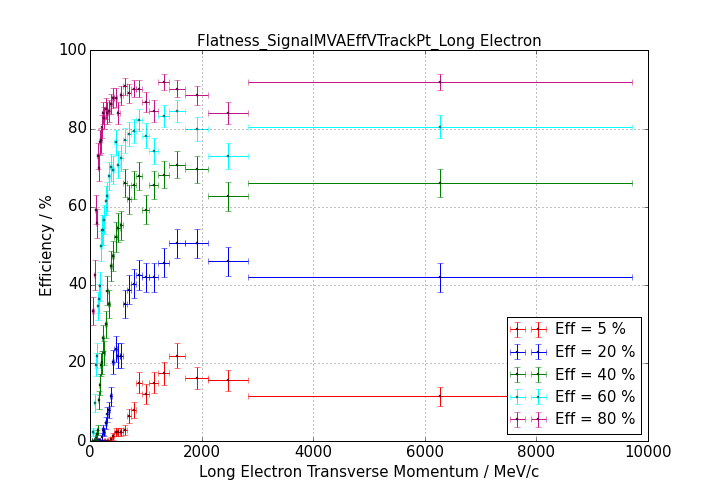 Flatness_SignalMVAEffVTrackPt_Long Electron
100
80
60
40
20
0
Efficiency / %
0 2000 4000 6000 8000 10000
Long Electron Transverse Momentum / MeV/c
Eff = 5 %
Eff = 20 %
Eff = 40 %
Eff = 60 %
Eff = 80 %